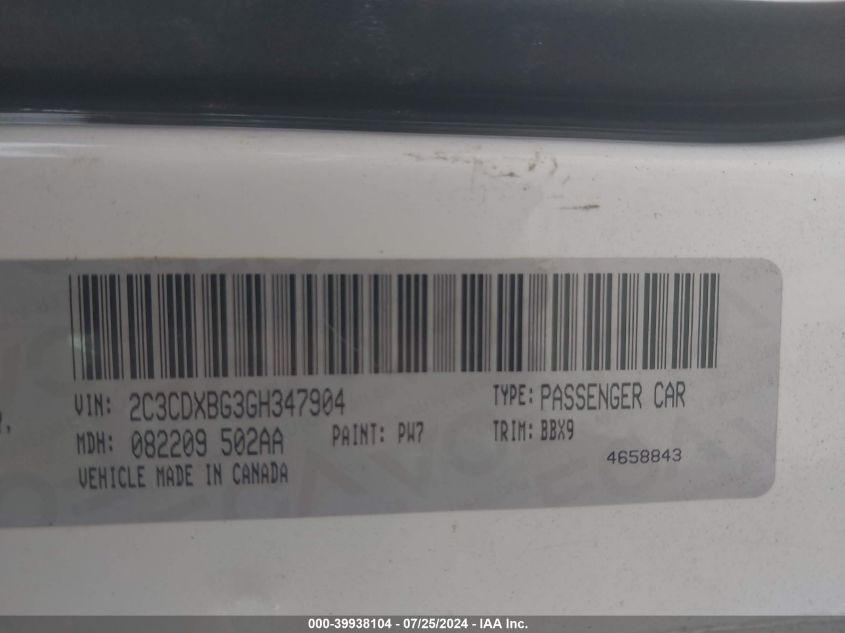 VIN: 2C3CDXBG3GH347904
TYPE: PASSENGER CAR
MDH: 082209 502AA
PAINT: PW7
TRIM: BBX9
4658843
VEHICLE MADE IN CANADA
000-39938104 - 07/25/2024 - IAA Inc.